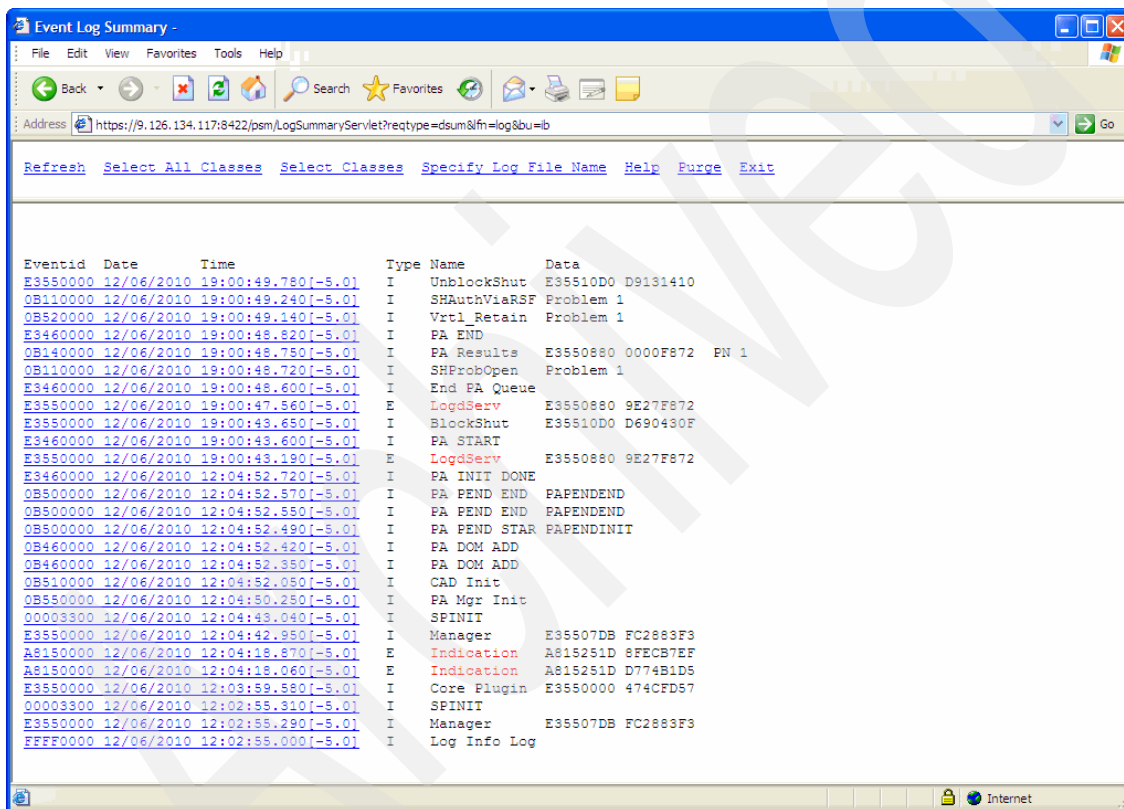 Event Log Summary -
File Edit View Favorites Tools Help
Back Search Favorites
Address https://9.126.134.117:8422/psm/LogSummaryServlet?reqtype=dsum&lfn=log&bu=ib Go
Refresh Select All Classes Select Classes Specify Log File Name Help Purge Exit
Eventid Date Time Type Name Data
E3550000 12/06/2010 19:00:49.780[-5.0] I UnblockShut E35510D0 D9131410
0B110000 12/06/2010 19:00:49.240[-5.0] I SHAuthViaRSF Problem 1
0B520000 12/06/2010 19:00:49.140[-5.0] I Vrtl_Retain Problem 1
E3460000 12/06/2010 19:00:48.820[-5.0] I PA END
0B140000 12/06/2010 19:00:48.750[-5.0] I PA Results E3550880 0000F872 PN 1
0B110000 12/06/2010 19:00:48.720[-5.0] I SHProbOpen Problem 1
E3460000 12/06/2010 19:00:48.600[-5.0] I End PA Queue
E3550000 12/06/2010 19:00:47.560[-5.0] E LogdServ E3550880 9E27F872
E3550000 12/06/2010 19:00:43.650[-5.0] I BlockShut E35510D0 D690430F
E3460000 12/06/2010 19:00:43.600[-5.0] I PA START
E3550000 12/06/2010 19:00:43.190[-5.0] E LogdServ E3550880 9E27F872
E3460000 12/06/2010 12:04:52.720[-5.0] I PA INIT DONE
0B500000 12/06/2010 12:04:52.570[-5.0] I PA PEND END PAPENDEND
0B500000 12/06/2010 12:04:52.550[-5.0] I PA PEND END PAPENDEND
0B500000 12/06/2010 12:04:52.490[-5.0] I PA PEND STAR PAPENDINIT
0B460000 12/06/2010 12:04:52.420[-5.0] I PA DOM ADD
0B460000 12/06/2010 12:04:52.350[-5.0] I PA DOM ADD
0B510000 12/06/2010 12:04:52.050[-5.0] I CAD Init
0B550000 12/06/2010 12:04:50.250[-5.0] I PA Mgr Init
00003300 12/06/2010 12:04:43.040[-5.0] I SPINIT
E3550000 12/06/2010 12:04:42.950[-5.0] I Manager E35507DB FC2883F3
A8150000 12/06/2010 12:04:18.870[-5.0] E Indication A815251D 8FECB7EF
A8150000 12/06/2010 12:04:18.060[-5.0] E Indication A815251D D774B1D5
E3550000 12/06/2010 12:03:59.580[-5.0] I Core Plugin E3550000 474CFD57
00003300 12/06/2010 12:02:55.310[-5.0] I SPINIT
E3550000 12/06/2010 12:02:55.290[-5.0] I Manager E35507DB FC2883F3
FFFF0000 12/06/2010 12:02:55.000[-5.0] I Log Info Log
Internet